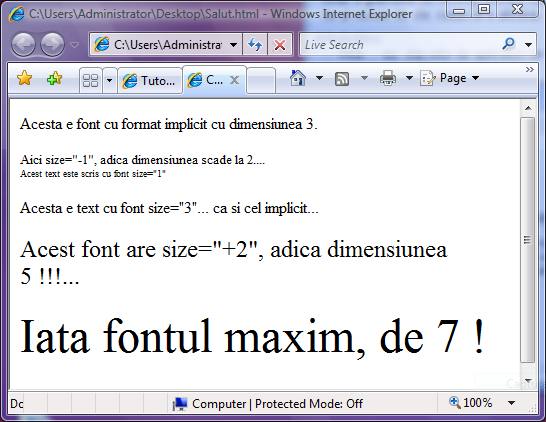 C:\Users\Administrator\Desktop\Salut.html - Windows Internet Explorer
C:\Users\Administrat
Live Search
Tuto...
C...
Page
Acesta e font cu format implicit cu dimensiunea 3.
Aici size="-1", adica dimensiunea scade la 2....
Acest text este scris cu font size="1"
Acesta e text cu font size="3"... ca si cel implicit...
Acest font are size="+2", adica dimensiunea
5 !!!...
Iata fontul maxim, de 7 !
Computer | Protected Mode: Off
100%